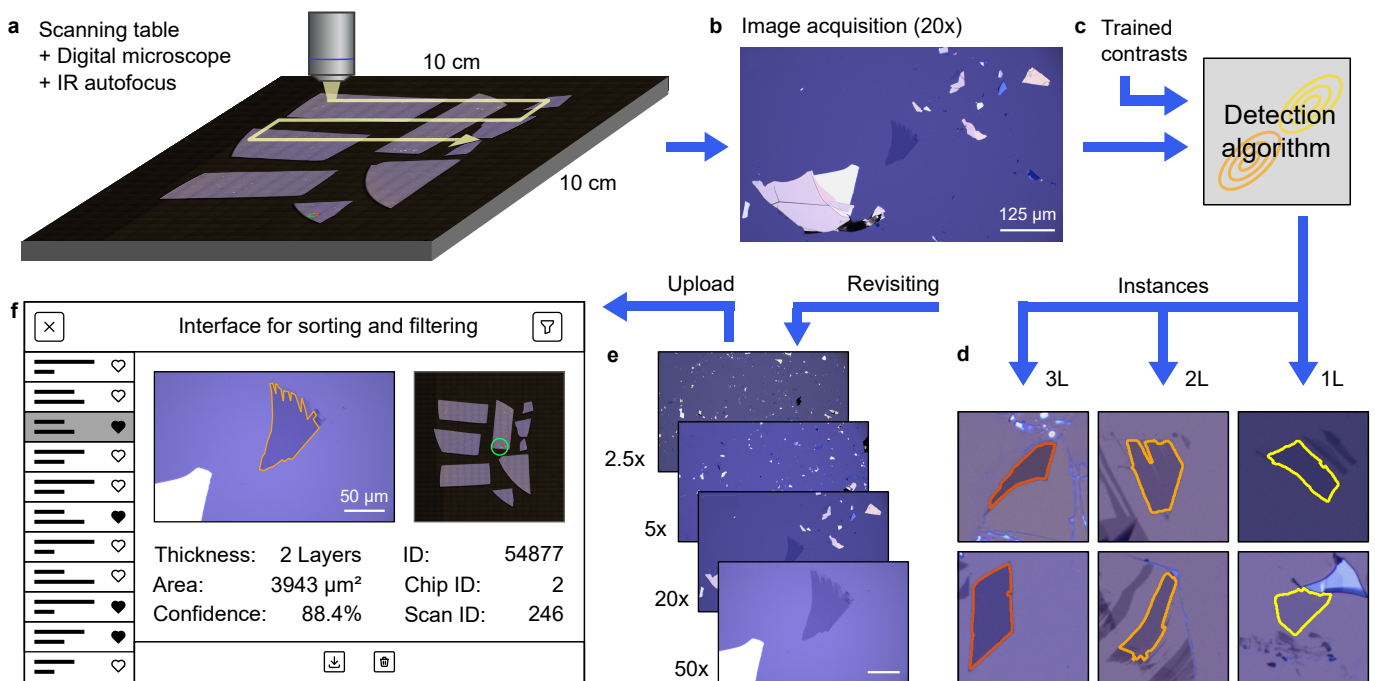 a Scanning table
+ Digital microscope
+ IR autofocus
10 cm
10 cm
b Image acquisition (20x)
125 µm
c Trained
contrasts
Detection
algorithm
Instances
d 3L 2L 1L
Revisiting
Upload
e
2.5x
5x
20x
50x
f Interface for sorting and filtering
50 µm
Thickness: 2 Layers ID: 54877
Area: 3943 µm² Chip ID: 2
Confidence: 88.4% Scan ID: 246